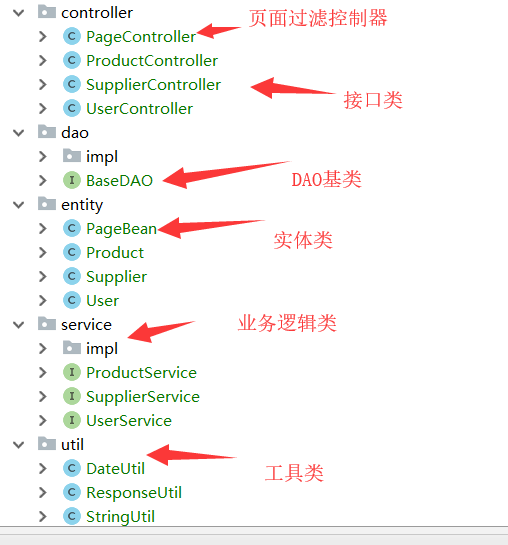 controller
PageController
页面过滤控制器
ProductController
SupplierController
接口类
UserController
dao
impl
BaseDAO
DAO基类
entity
PageBean
实体类
Product
Supplier
User
service
业务逻辑类
impl
ProductService
SupplierService
UserService
util
DateUtil
工具类
ResponseUtil
StringUtil